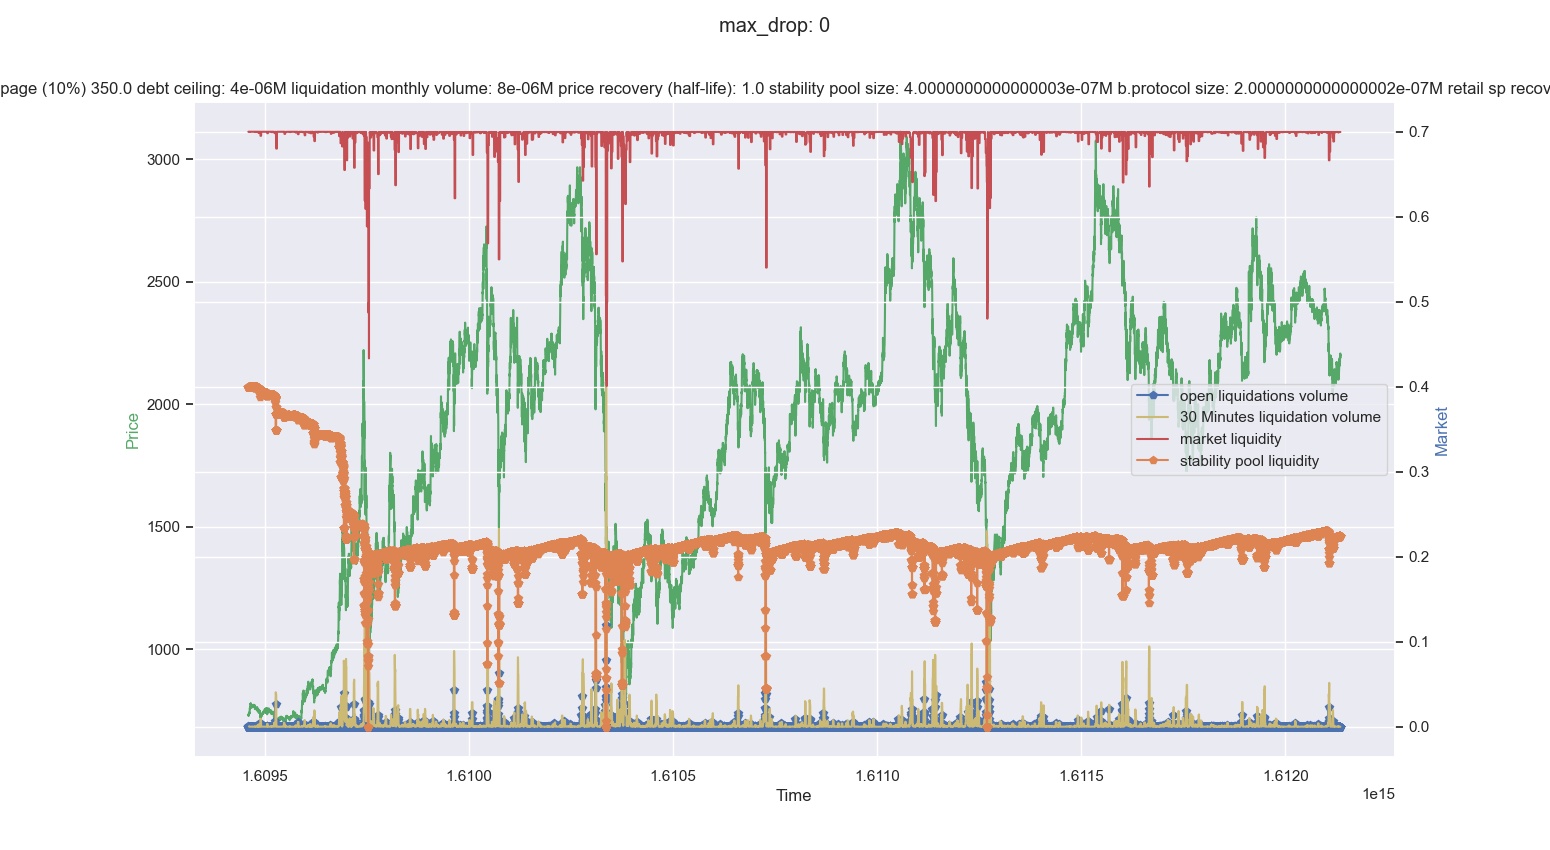 max_drop: 0
page (10%) 350.0 debt ceiling: 4e-06M liquidation monthly volume: 8e-06M price recovery (half-life): 1.0 stability pool size: 4.0000000000000003e-07M b.protocol size: 2.0000000000000002e-07M retail sp recov
3000
2500
2000
1500
1000
Price
0.7
0.6
0.5
0.4
0.3
0.2
0.1
0.0
Market
open liquidations volume
30 Minutes liquidation volume
market liquidity
stability pool liquidity
1.6095 1.6100 1.6105 1.6110 1.6115 1.6120
Time
1e15